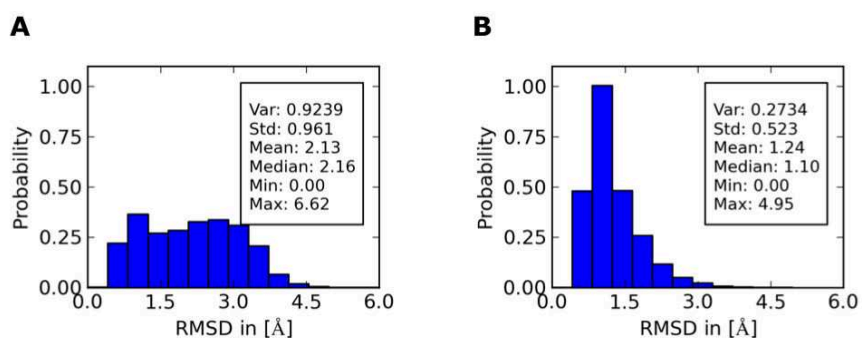 A
Probability
1.00
0.75
0.50
0.25
0.00
Var: 0.9239
Std: 0.961
Mean: 2.13
Median: 2.16
Min: 0.00
Max: 6.62
0.0 1.5 3.0 4.5 6.0
RMSD in [Å]
B
Probability
1.00
0.75
0.50
0.25
0.00
Var: 0.2734
Std: 0.523
Mean: 1.24
Median: 1.10
Min: 0.00
Max: 4.95
0.0 1.5 3.0 4.5 6.0
RMSD in [Å]